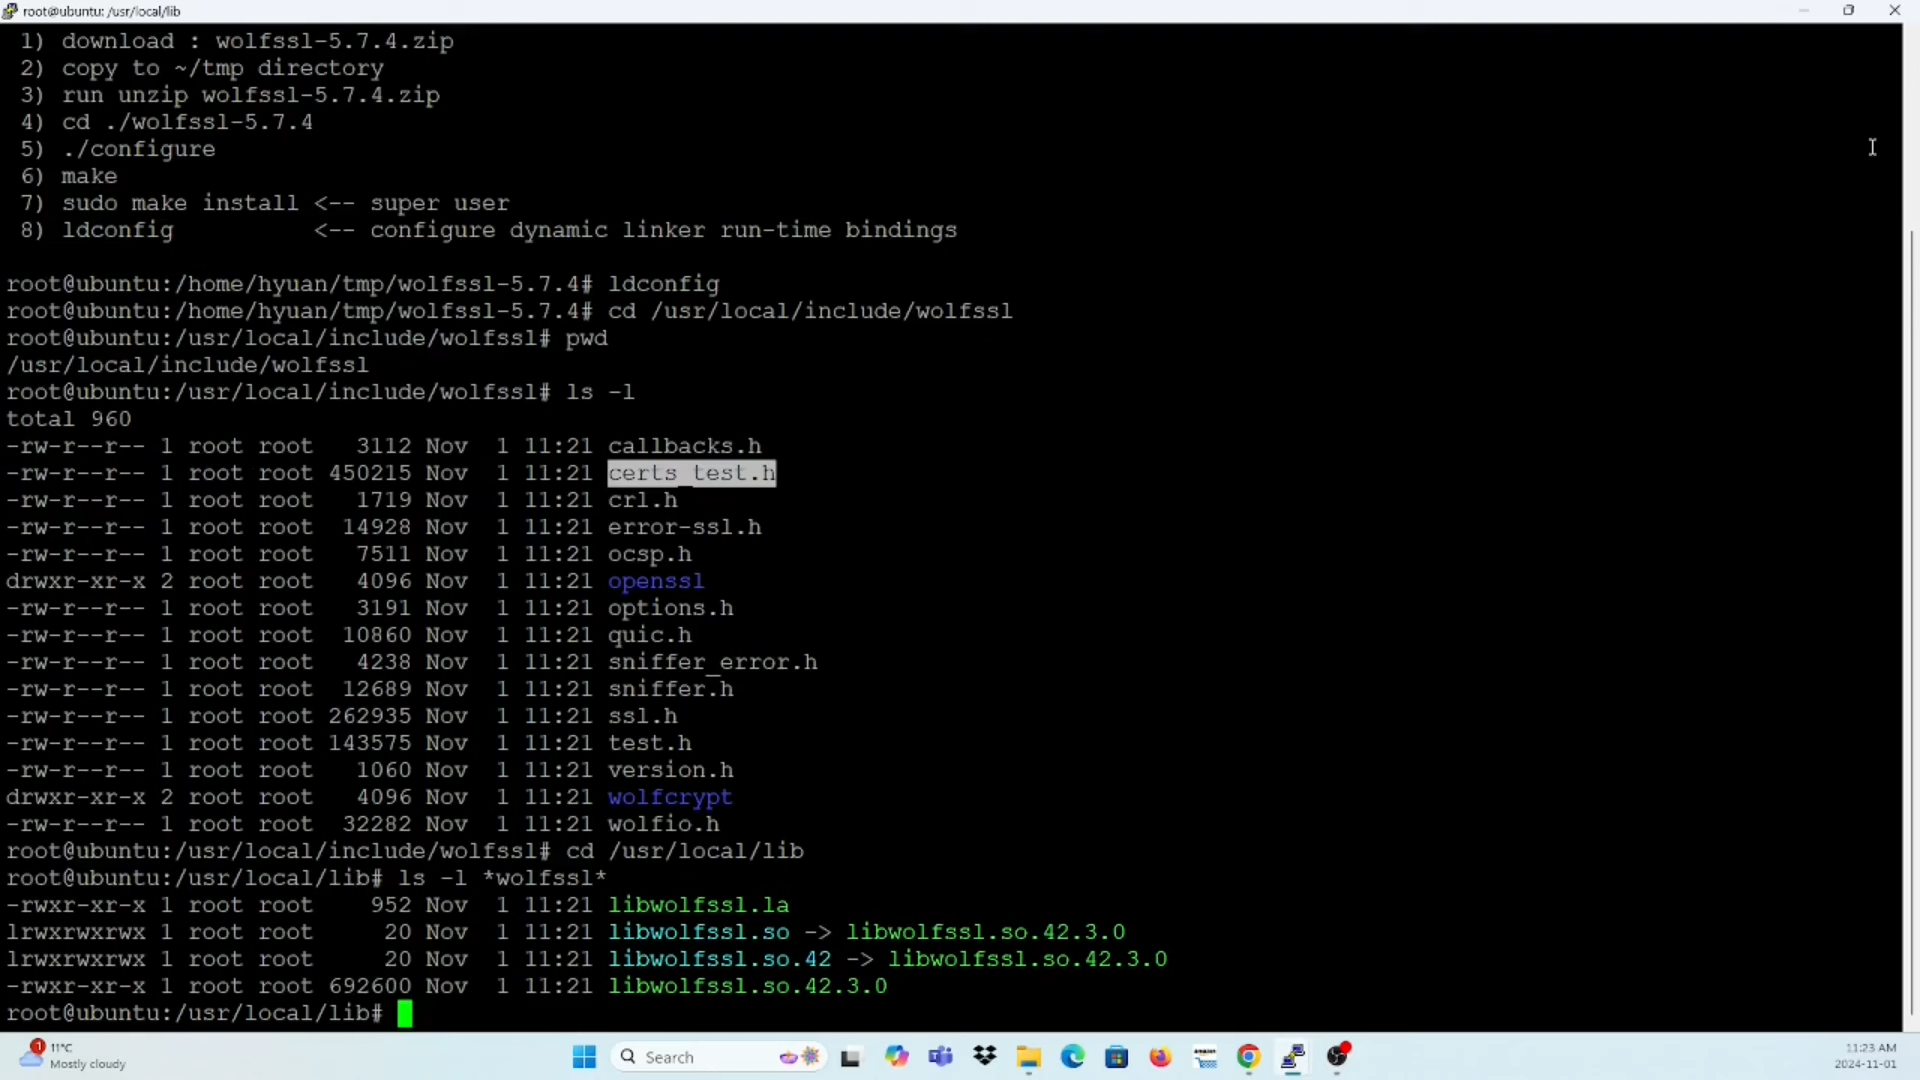 root@ubuntu: /usr/local/lib
1) download : wolfssl-5.7.4.zip
2) copy to ~/tmp directory
3) run unzip wolfssl-5.7.4.zip
4) cd ./wolfssl-5.7.4
5) ./configure
6) make
7) sudo make install <-- super user
8) ldconfig          <-- configure dynamic linker run-time bindings
root@ubuntu:/home/hyuan/tmp/wolfssl-5.7.4# ldconfig
root@ubuntu:/home/hyuan/tmp/wolfssl-5.7.4# cd /usr/local/include/wolfssl
root@ubuntu:/usr/local/include/wolfssl# pwd
/usr/local/include/wolfssl
root@ubuntu:/usr/local/include/wolfssl# ls -l
total 960
-rw-r--r-- 1 root root   3112 Nov  1 11:21 callbacks.h
-rw-r--r-- 1 root root 450215 Nov  1 11:21 certs_test.h
-rw-r--r-- 1 root root   1719 Nov  1 11:21 crl.h
-rw-r--r-- 1 root root  14928 Nov  1 11:21 error-ssl.h
-rw-r--r-- 1 root root   7511 Nov  1 11:21 ocsp.h
drwxr-xr-x 2 root root   4096 Nov  1 11:21 openssl
-rw-r--r-- 1 root root   3191 Nov  1 11:21 options.h
-rw-r--r-- 1 root root  10860 Nov  1 11:21 quic.h
-rw-r--r-- 1 root root   4238 Nov  1 11:21 sniffer_error.h
-rw-r--r-- 1 root root  12689 Nov  1 11:21 sniffer.h
-rw-r--r-- 1 root root 262935 Nov  1 11:21 ssl.h
-rw-r--r-- 1 root root 143575 Nov  1 11:21 test.h
-rw-r--r-- 1 root root   1060 Nov  1 11:21 version.h
drwxr-xr-x 2 root root   4096 Nov  1 11:21 wolfcrypt
-rw-r--r-- 1 root root  32282 Nov  1 11:21 wolfio.h
root@ubuntu:/usr/local/include/wolfssl# cd /usr/local/lib
root@ubuntu:/usr/local/lib# ls -l *wolfssl*
-rwxr-xr-x 1 root root    952 Nov  1 11:21 libwolfssl.la
lrwxrwxrwx 1 root root     20 Nov  1 11:21 libwolfssl.so -> libwolfssl.so.42.3.0
lrwxrwxrwx 1 root root     20 Nov  1 11:21 libwolfssl.so.42 -> libwolfssl.so.42.3.0
-rwxr-xr-x 1 root root 692600 Nov  1 11:21 libwolfssl.so.42.3.0
root@ubuntu:/usr/local/lib#
1
11°C
Mostly cloudy
Search
amazon
11:23 AM
2024-11-01